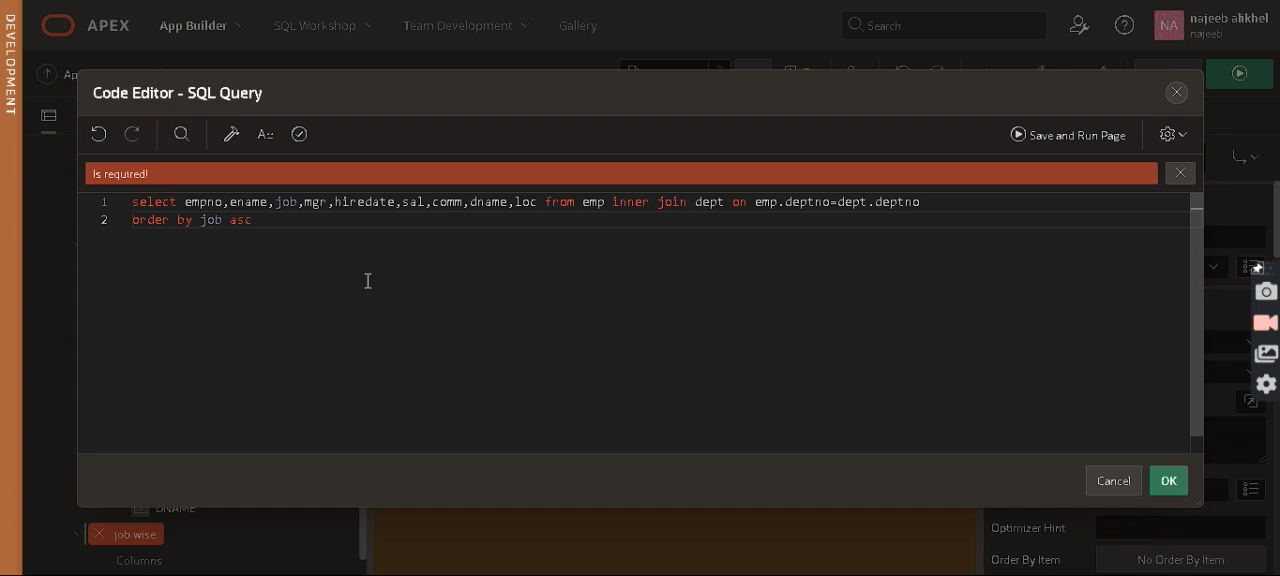 DEVELOPMENT
APEX
App Builder
SQL Workshop
Team Development
Gallery
Search
NA
najeeb alikhel
najeeb
Ap
Code Editor - SQL Query
Save and Run Page
Is required!
1 select empno,ename,job,mgr,hiredate,sal,comm,dname,loc from emp inner join dept on emp.deptno=dept.deptno
2 order by job asc
Cancel
OK
DNAME
job wise
Columns
Optimizer Hint
Order By Item
No Order By Item